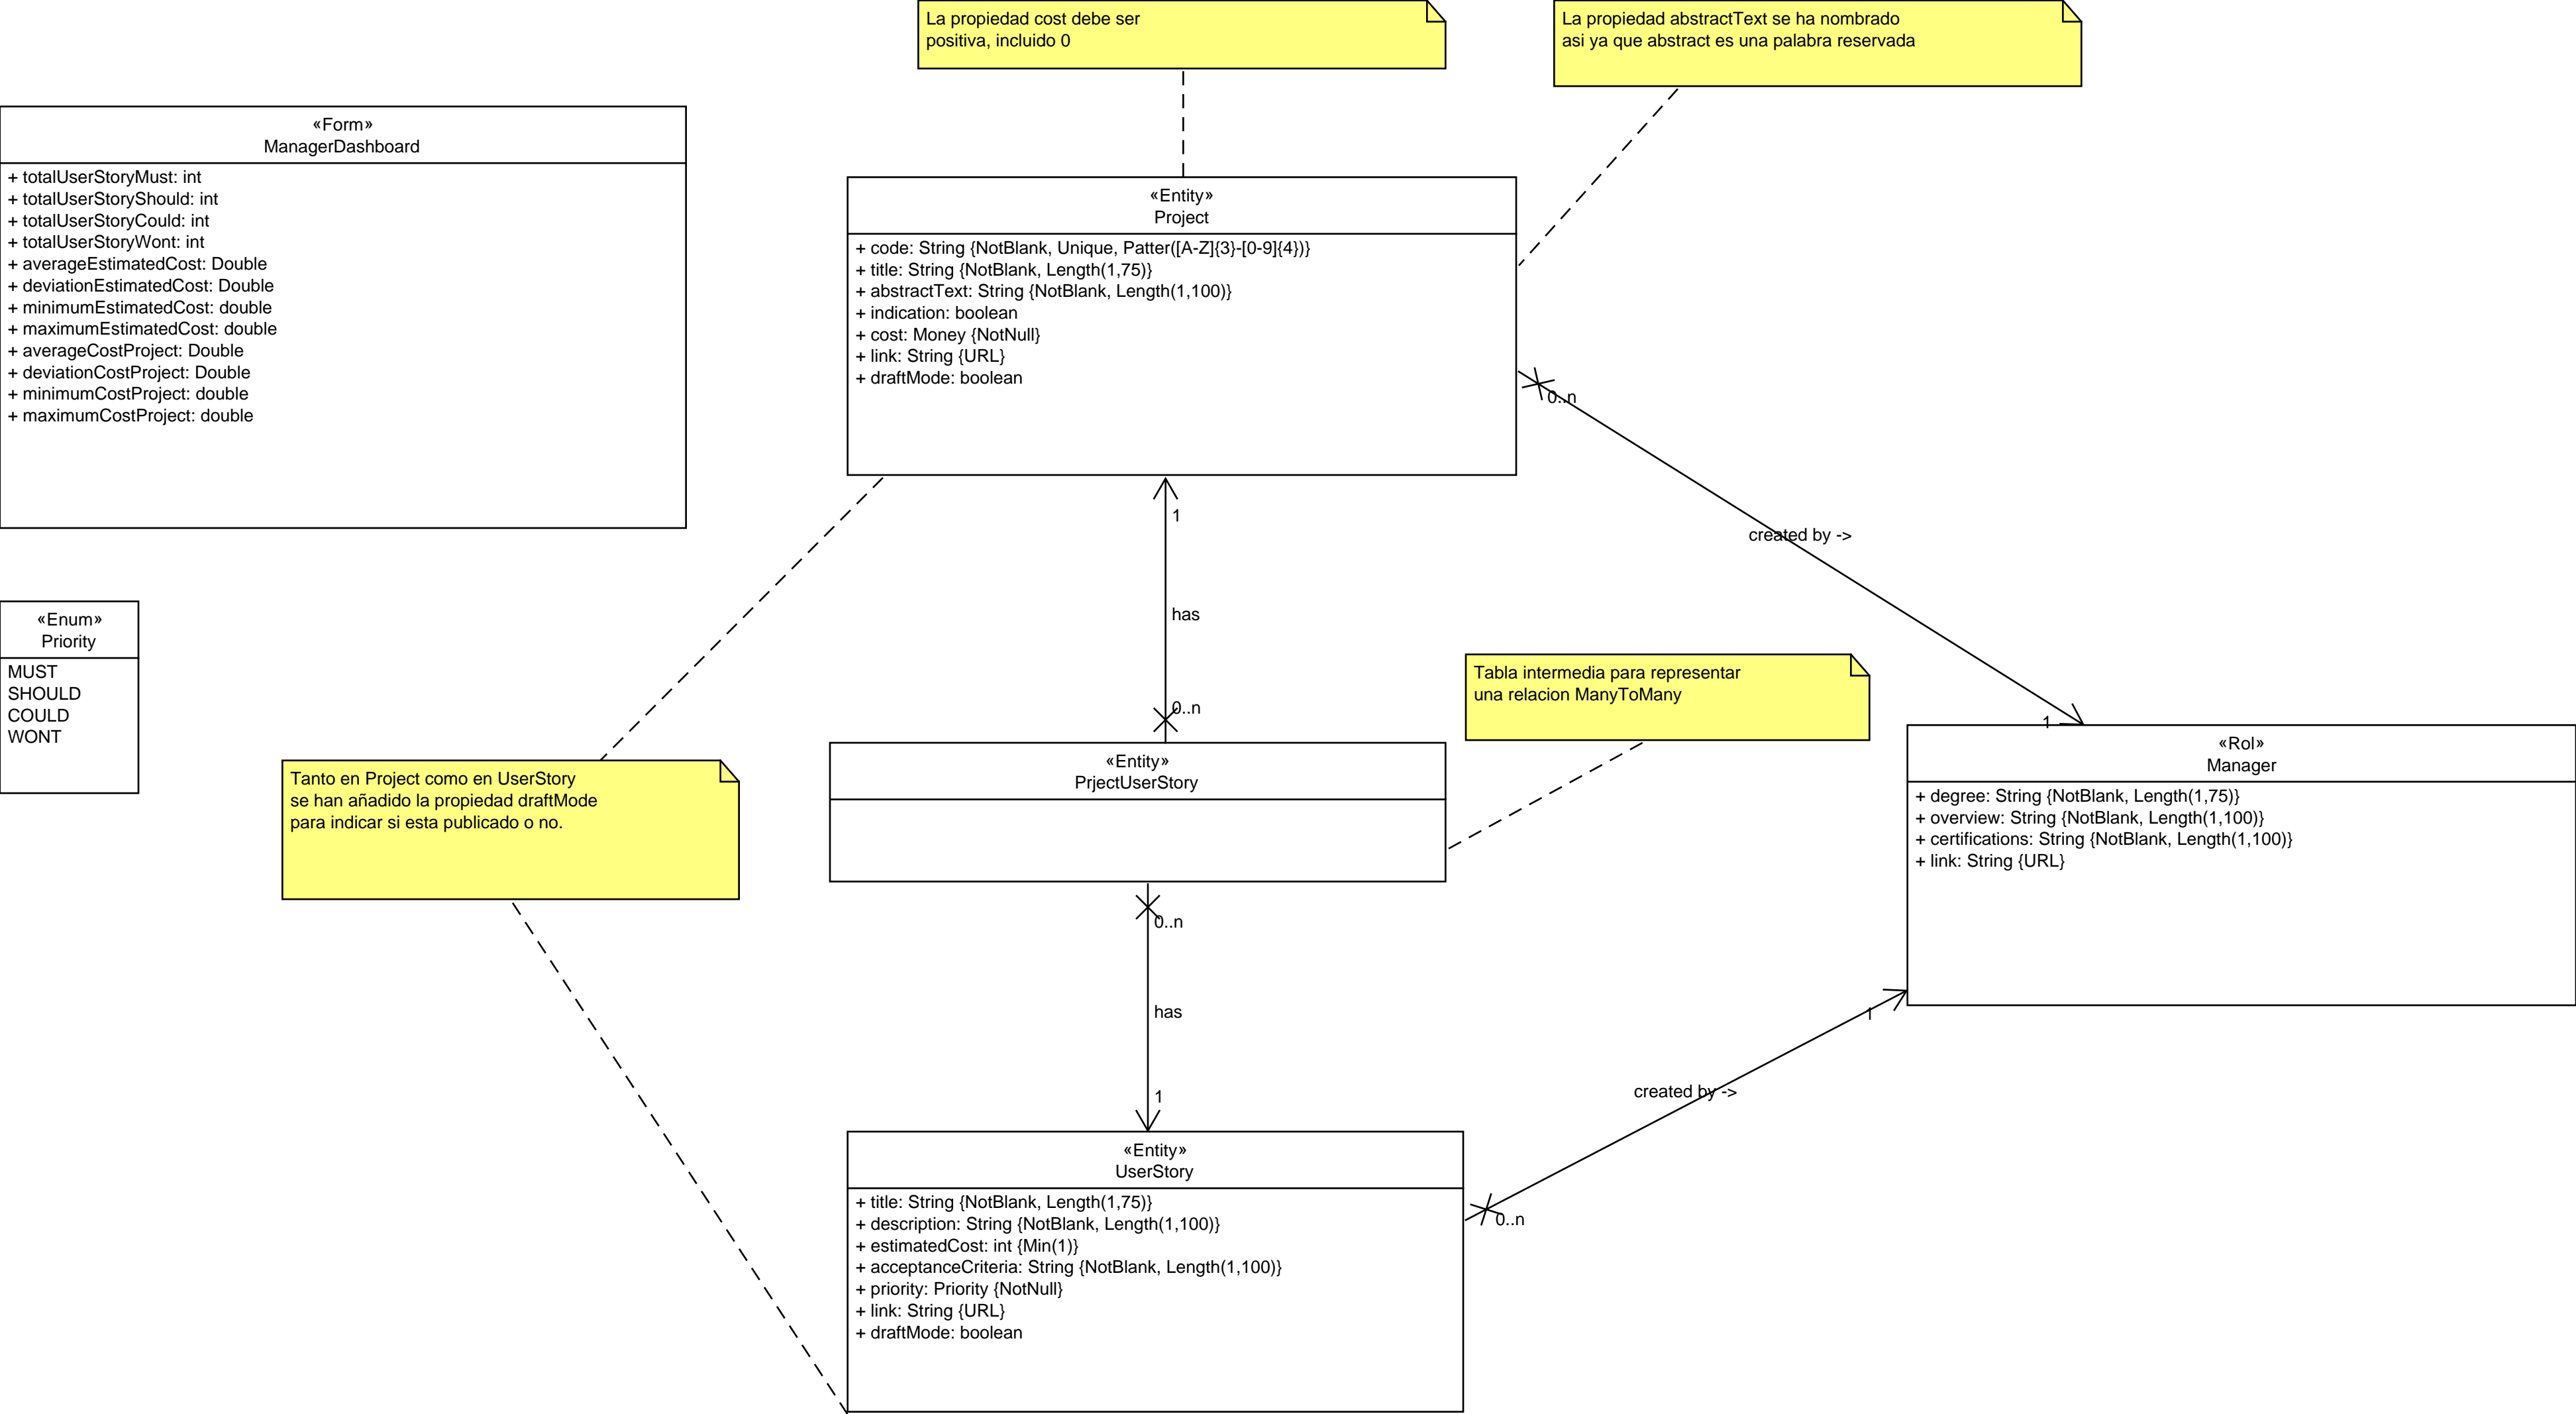 La propiedad cost debe ser
positiva, incluido 0
La propiedad abstractText se ha nombrado
asi ya que abstract es una palabra reservada
«Form»
ManagerDashboard
+ totalUserStoryMust: int
+ totalUserStoryShould: int
+ totalUserStoryCould: int
+ totalUserStoryWont: int
+ averageEstimatedCost: Double
+ deviationEstimatedCost: Double
+ minimumEstimatedCost: double
+ maximumEstimatedCost: double
+ averageCostProject: Double
+ deviationCostProject: Double
+ minimumCostProject: double
+ maximumCostProject: double
«Entity»
Project
+ code: String {NotBlank, Unique, Patter([A-Z]{3}-[0-9]{4})}
+ title: String {NotBlank, Length(1,75)}
+ abstractText: String {NotBlank, Length(1,100)}
+ indication: boolean
+ cost: Money {NotNull}
+ link: String {URL}
+ draftMode: boolean
0..n
1
created by ->
has
«Enum»
Priority
MUST
SHOULD
COULD
WONT
Tabla intermedia para representar
una relacion ManyToMany
0..n
1
«Entity»
PrjectUserStory
Tanto en Project como en UserStory
se han añadido la propiedad draftMode
para indicar si esta publicado o no.
«Rol»
Manager
+ degree: String {NotBlank, Length(1,75)}
+ overview: String {NotBlank, Length(1,100)}
+ certifications: String {NotBlank, Length(1,100)}
+ link: String {URL}
0..n
has
1
1
created by ->
0..n
«Entity»
UserStory
+ title: String {NotBlank, Length(1,75)}
+ description: String {NotBlank, Length(1,100)}
+ estimatedCost: int {Min(1)}
+ acceptanceCriteria: String {NotBlank, Length(1,100)}
+ priority: Priority {NotNull}
+ link: String {URL}
+ draftMode: boolean